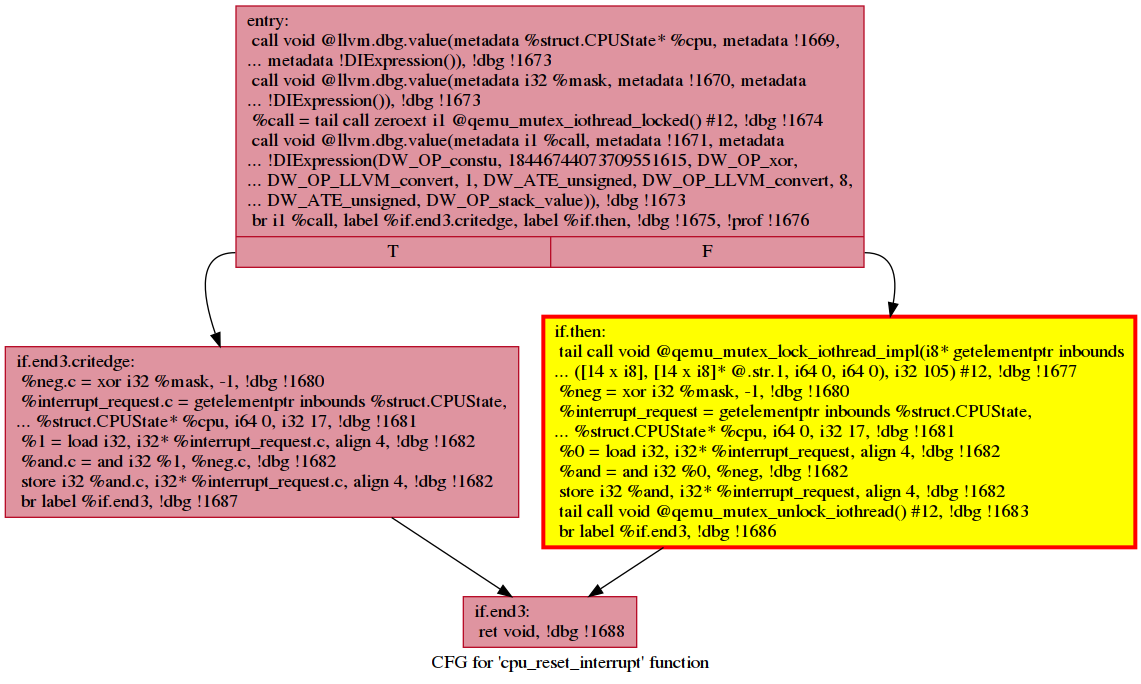 entry:
call void @llvm.dbg.value(metadata %struct.CPUState* %cpu, metadata !1669,
... metadata !DIExpression()), !dbg !1673
call void @llvm.dbg.value(metadata i32 %mask, metadata !1670, metadata
... !DIExpression()), !dbg !1673
%call = tail call zeroext i1 @qemu_mutex_iothread_locked() #12, !dbg !1674
call void @llvm.dbg.value(metadata i1 %call, metadata !1671, metadata
... !DIExpression(DW_OP_constu, 18446744073709551615, DW_OP_xor,
... DW_OP_LLVM_convert, 1, DW_ATE_unsigned, DW_OP_LLVM_convert, 8,
... DW_ATE_unsigned, DW_OP_stack_value)), !dbg !1673
br i1 %call, label %if.end3.critedge, label %if.then, !dbg !1675, !prof !1676
T
F
if.end3.critedge:
%neg.c = xor i32 %mask, -1, !dbg !1680
%interrupt_request.c = getelementptr inbounds %struct.CPUState,
... %struct.CPUState* %cpu, i64 0, i32 17, !dbg !1681
%1 = load i32, i32* %interrupt_request.c, align 4, !dbg !1682
%and.c = and i32 %1, %neg.c, !dbg !1682
store i32 %and.c, i32* %interrupt_request.c, align 4, !dbg !1682
br label %if.end3, !dbg !1687
if.then:
tail call void @qemu_mutex_lock_iothread_impl(i8* getelementptr inbounds
... ([14 x i8], [14 x i8]* @.str.1, i64 0, i64 0), i32 105) #12, !dbg !1677
%neg = xor i32 %mask, -1, !dbg !1680
%interrupt_request = getelementptr inbounds %struct.CPUState,
... %struct.CPUState* %cpu, i64 0, i32 17, !dbg !1681
%0 = load i32, i32* %interrupt_request, align 4, !dbg !1682
%and = and i32 %0, %neg, !dbg !1682
store i32 %and, i32* %interrupt_request, align 4, !dbg !1682
tail call void @qemu_mutex_unlock_iothread() #12, !dbg !1683
br label %if.end3, !dbg !1686
if.end3:
ret void, !dbg !1688
CFG for 'cpu_reset_interrupt' function